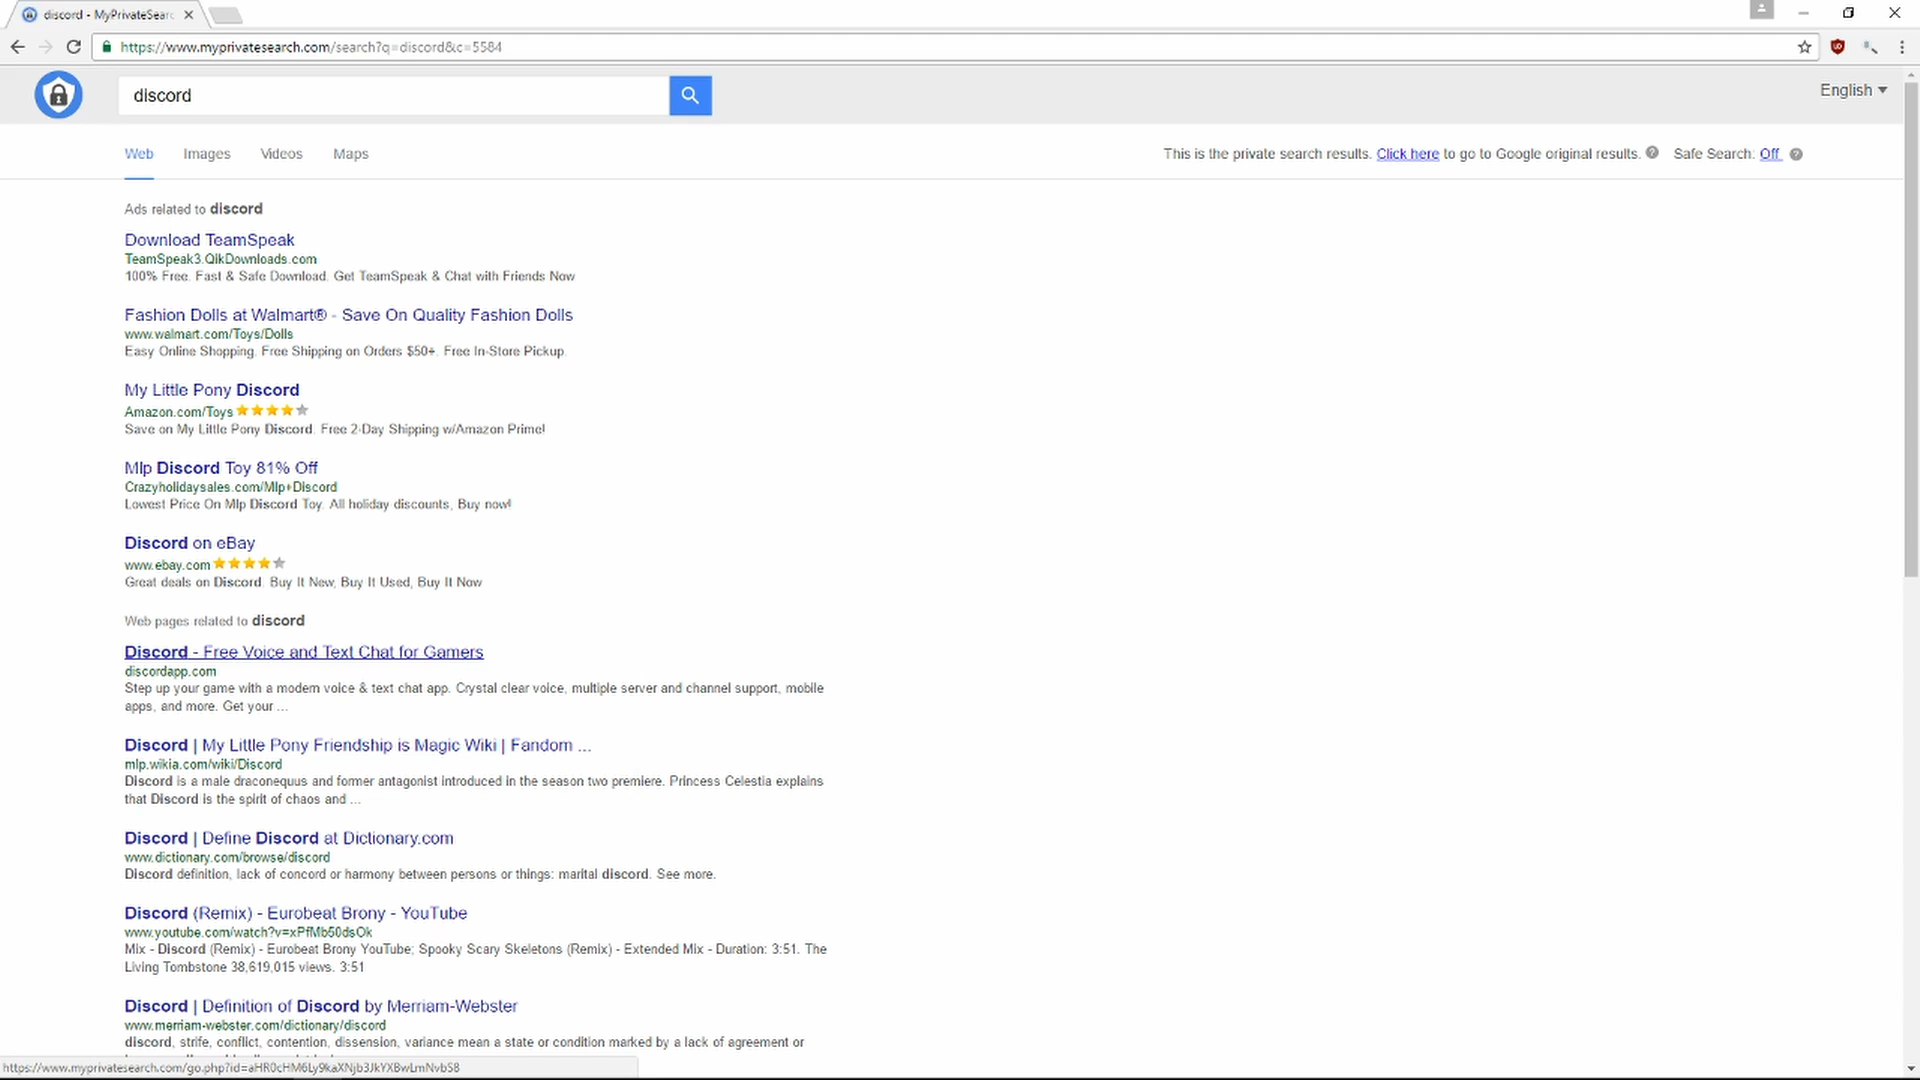 discord - MyPrivateSearc
https://www.myprivatesearch.com/search?q=discord&c=5584
discord
English
Web Images Videos Maps
This is the private search results. Click here to go to Google original results. Safe Search: Off
Ads related to discord
Download TeamSpeak
TeamSpeak3.QlkDownloads.com
100% Free. Fast & Safe Download. Get TeamSpeak & Chat with Friends Now
Fashion Dolls at Walmart® - Save On Quality Fashion Dolls
www.walmart.com/Toys/Dolls
Easy Online Shopping. Free Shipping on Orders $50+. Free In-Store Pickup.
My Little Pony Discord
Amazon.com/Toys
Save on My Little Pony Discord. Free 2-Day Shipping w/Amazon Prime!
Mlp Discord Toy 81% Off
Crazyholidaysales.com/Mlp+Discord
Lowest Price On Mlp Discord Toy. All holiday discounts, Buy now!
Discord on eBay
www.ebay.com
Great deals on Discord. Buy It New, Buy It Used, Buy It Now
Web pages related to discord
Discord - Free Voice and Text Chat for Gamers
discordapp.com
Step up your game with a modern voice & text chat app. Crystal clear voice, multiple server and channel support, mobile
apps, and more. Get your ...
Discord | My Little Pony Friendship is Magic Wiki | Fandom ...
mlp.wikia.com/wiki/Discord
Discord is a male draconequus and former antagonist introduced in the season two premiere. Princess Celestia explains
that Discord is the spirit of chaos and ...
Discord | Define Discord at Dictionary.com
www.dictionary.com/browse/discord
Discord definition, lack of concord or harmony between persons or things: marital discord. See more.
Discord (Remix) - Eurobeat Brony - YouTube
www.youtube.com/watch?v=xPfMb50dsOk
Mix - Discord (Remix) - Eurobeat Brony YouTube; Spooky Scary Skeletons (Remix) - Extended Mix - Duration: 3:51. The
Living Tombstone 38,619,015 views. 3:51
Discord | Definition of Discord by Merriam-Webster
www.merriam-webster.com/dictionary/discord
discord, strife, conflict, contention, dissension, variance mean a state or condition marked by a lack of agreement or
https://www.myprivatesearch.com/go.php?id=aHR0cHM6Ly9kaXNjb3JkYXBwLmNvbS8